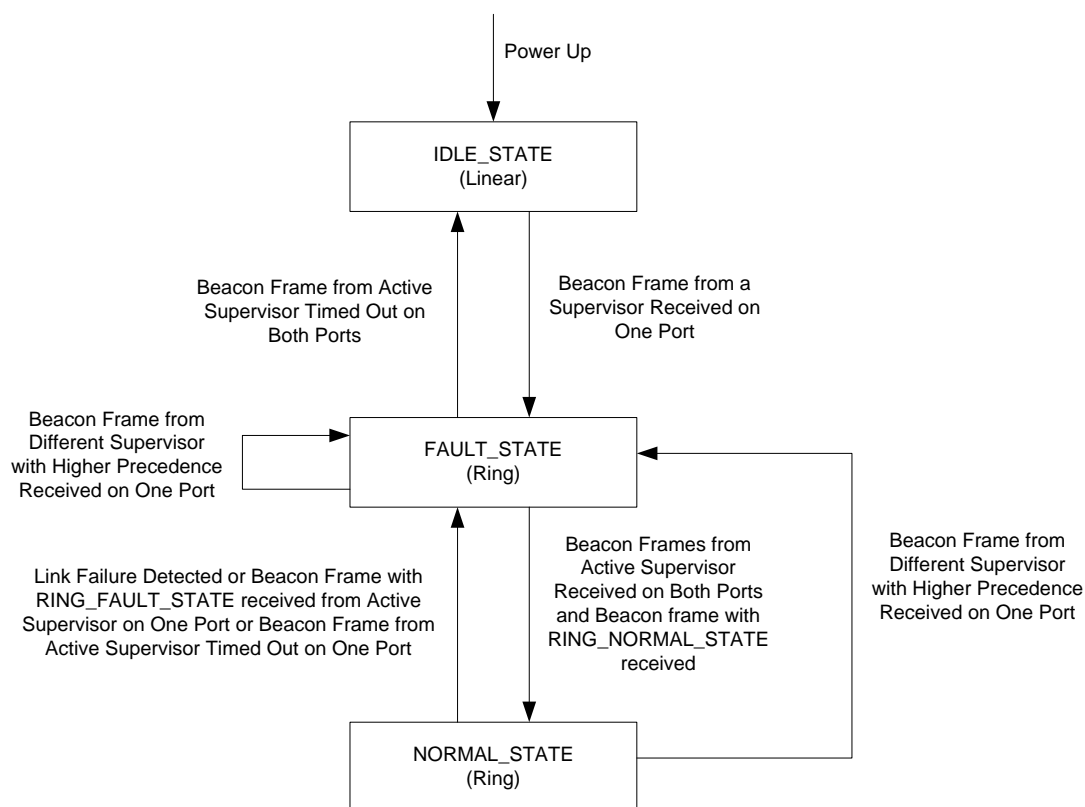 Power Up
IDLE_STATE
(Linear)
Beacon Frame from Active
Supervisor Timed Out on
Both Ports
Beacon Frame from a
Supervisor Received on
One Port
Beacon Frame from
Different Supervisor
with Higher Precedence
Received on One Port
FAULT_STATE
(Ring)
Link Failure Detected or Beacon Frame with
RING_FAULT_STATE received from Active
Supervisor on One Port or Beacon Frame from
Active Supervisor Timed Out on One Port
Beacon Frames from
Active Supervisor
Received on Both Ports
and Beacon frame with
RING_NORMAL_STATE
received
Beacon Frame from
Different Supervisor
with Higher Precedence
Received on One Port
NORMAL_STATE
(Ring)